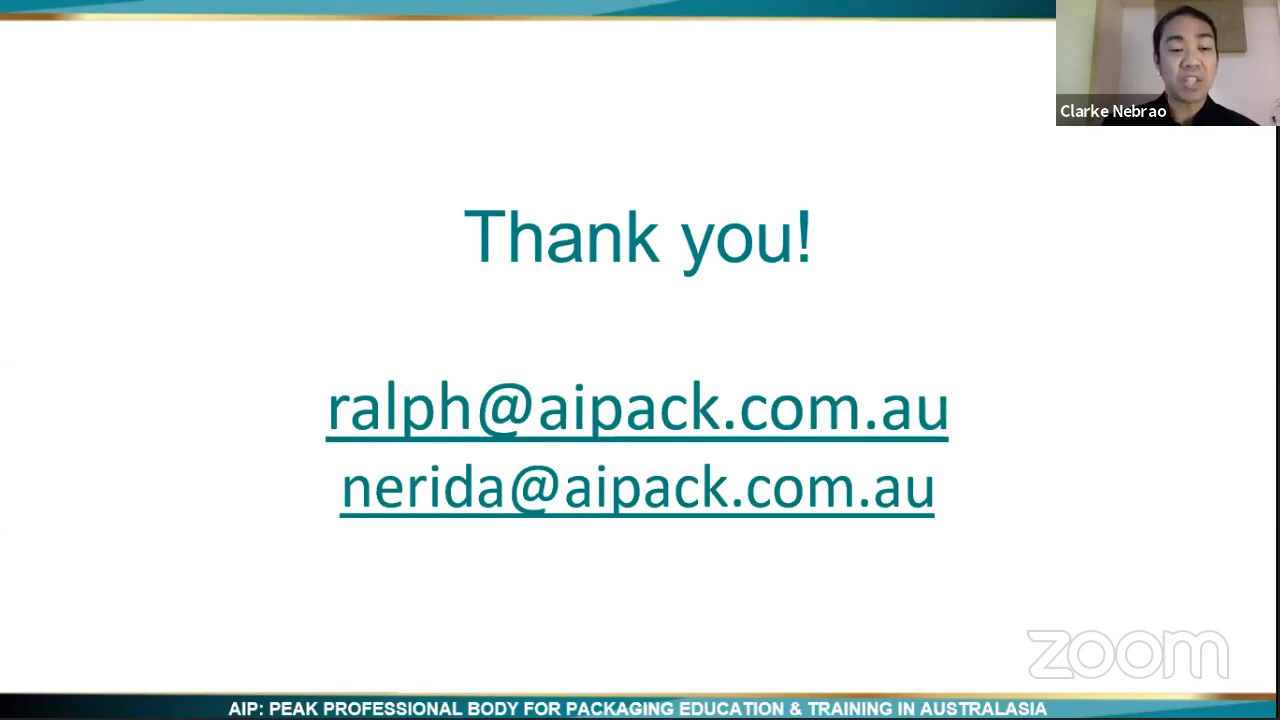 Clarke Nebrao
Thank you!
ralph@aipack.com.au
nerida@aipack.com.au
zoom
AIP: PEAK PROFESSIONAL BODY FOR PACKAGING EDUCATION & TRAINING IN AUSTRALASIA